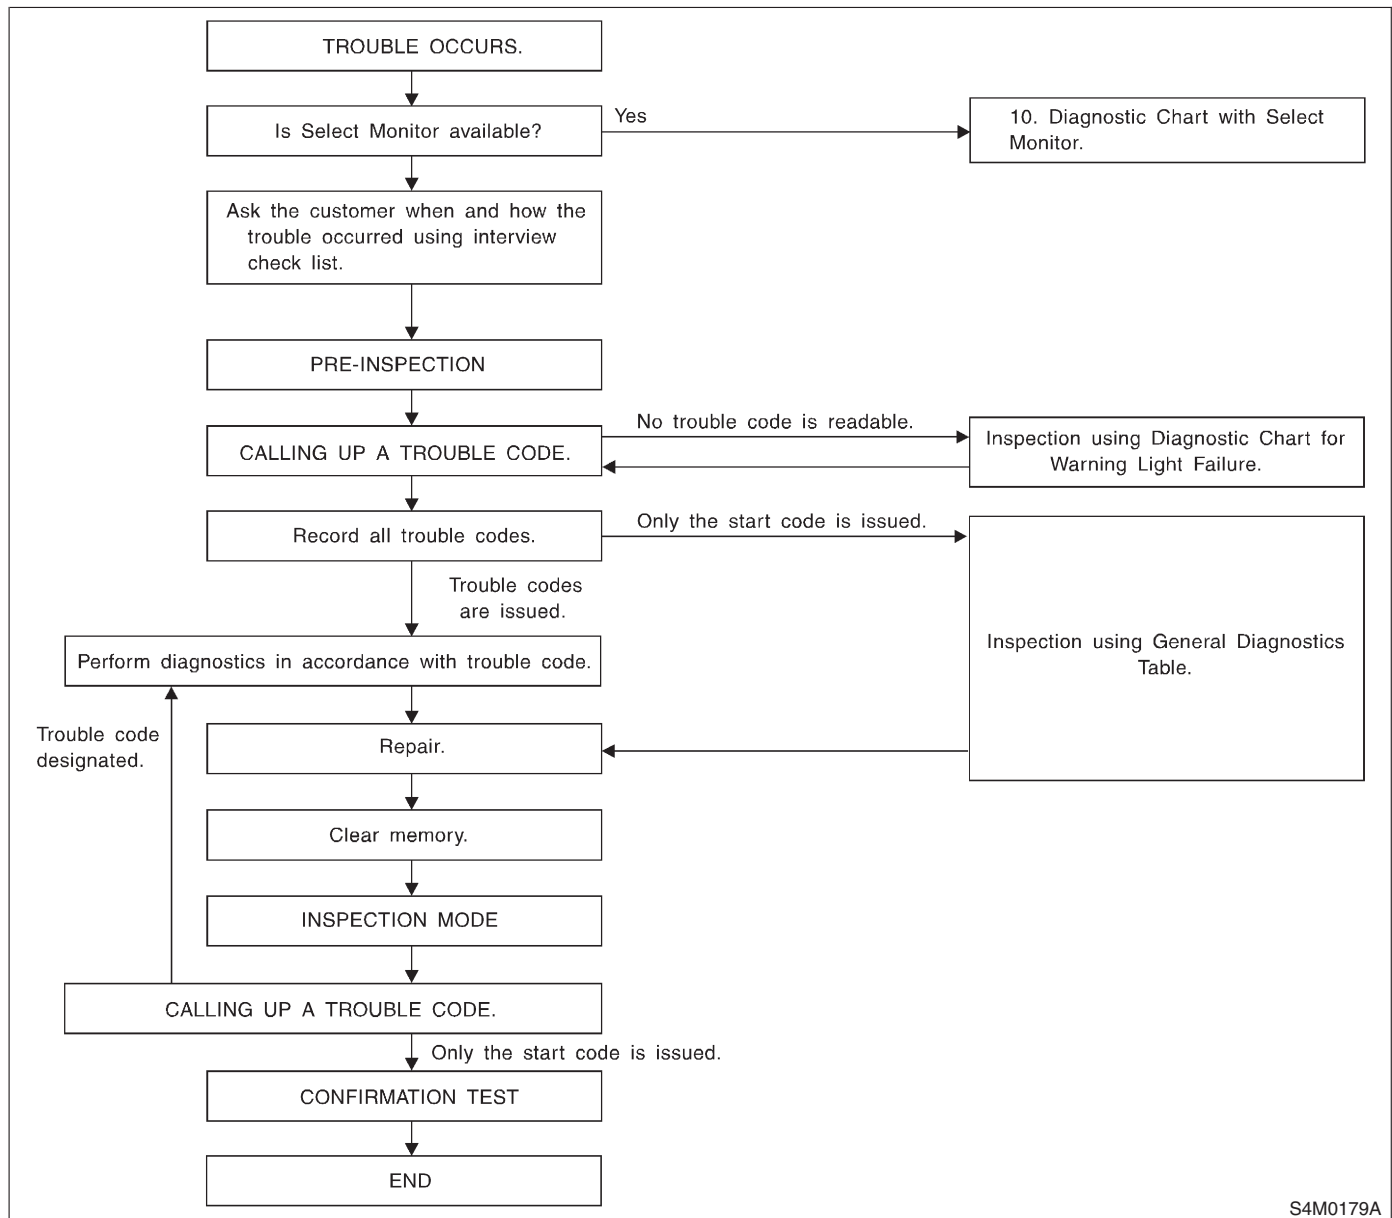 TROUBLE OCCURS.
Is Select Monitor available?
Yes
10. Diagnostic Chart with Select
Monitor.
Ask the customer when and how the
trouble occurred using interview
check list.
PRE-INSPECTION
CALLING UP A TROUBLE CODE.
No trouble code is readable.
Inspection using Diagnostic Chart for
Warning Light Failure.
Record all trouble codes.
Only the start code is issued.
Inspection using General Diagnostics
Table.
Trouble codes
are issued.
Perform diagnostics in accordance with trouble code.
Trouble code
designated.
Repair.
Clear memory.
INSPECTION MODE
CALLING UP A TROUBLE CODE.
Only the start code is issued.
CONFIRMATION TEST
END
S4M0179A